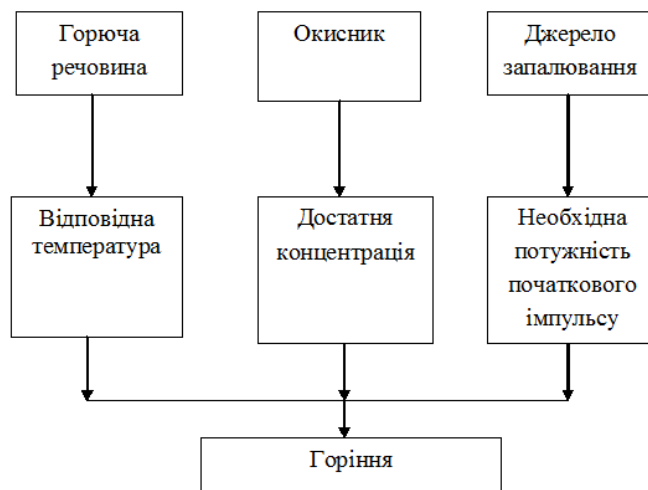 Горюча
речовина
Окисник
Джерело
запалювання
Відповідна
температура
Достатня
концентрація
Необхідна
потужність
початкового
імпульсу
Горіння